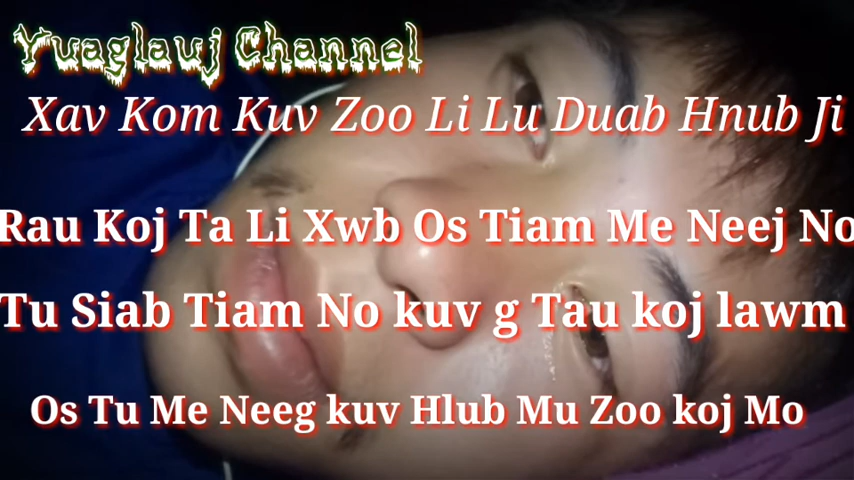 Yuaglauj Channel
Xav Kom Kuv Zoo Li Lu Duab Hnub Ji
Rau Koj Ta Li Xwb Os Tiam Me Neej No
Tu Siab Tiam No kuv g Tau koj lawm
Os Tu Me Neeg kuv Hlub Mu Zoo koj Mo